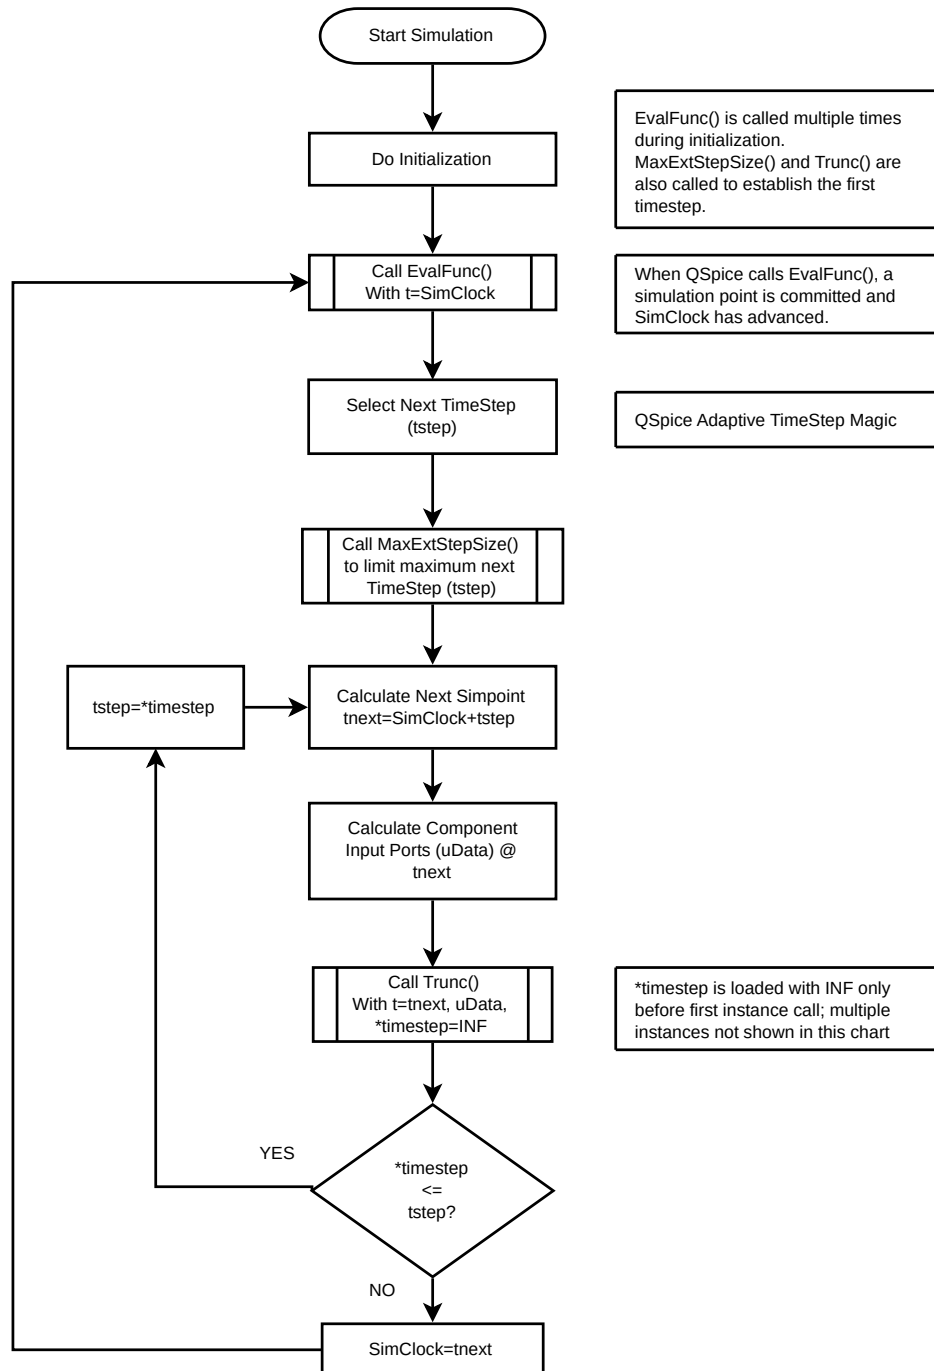 Start Simulation
Do Initialization
EvalFunc() is called multiple times
during initialization.
MaxExtStepSize() and Trunc() are
also called to establish the first
timestep.
Call EvalFunc()
With t=SimClock
When QSpice calls EvalFunc(), a
simulation point is committed and
SimClock has advanced.
Select Next TimeStep
(tstep)
QSpice Adaptive TimeStep Magic
Call MaxExtStepSize()
to limit maximum next
TimeStep (tstep)
tstep=*timestep
Calculate Next Simpoint
tnext=SimClock+tstep
Calculate Component
Input Ports (uData) @
tnext
Call Trunc()
With t=tnext, uData,
*timestep=INF
*timestep is loaded with INF only
before first instance call; multiple
instances not shown in this chart
YES
*timestep
<=
tstep?
NO
SimClock=tnext